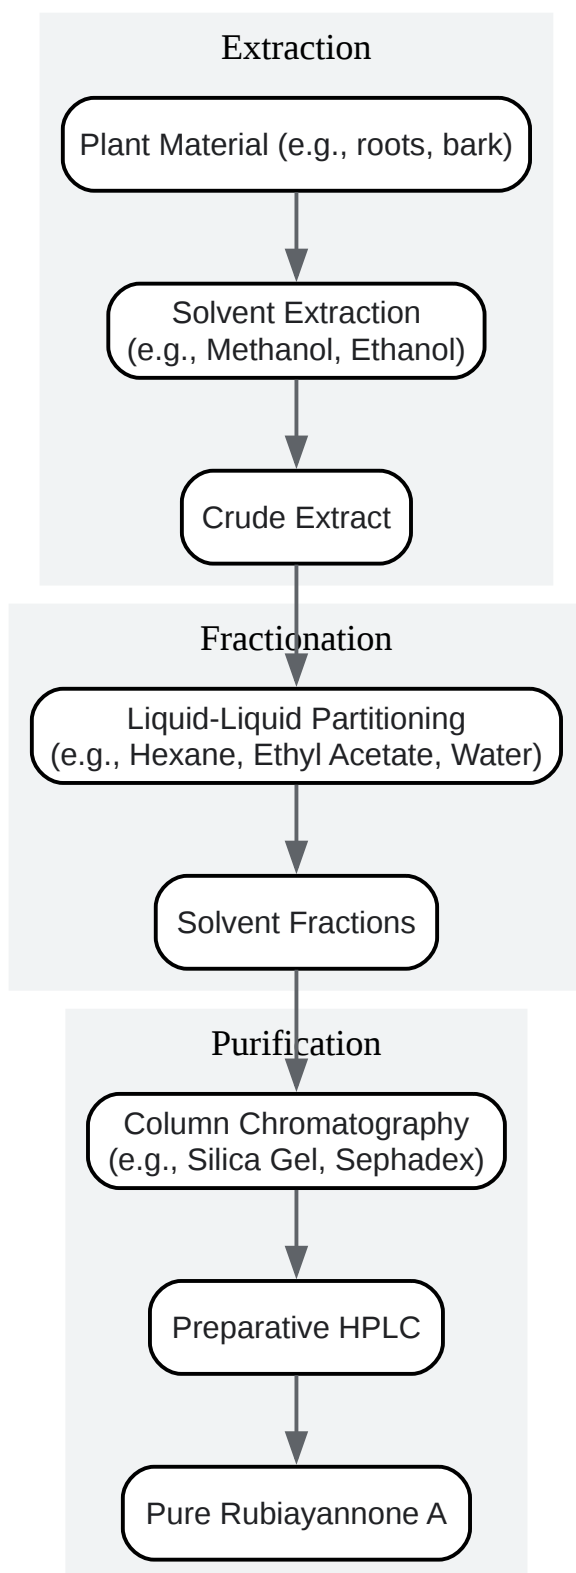 Extraction
Plant Material (e.g., roots, bark)
Solvent Extraction
(e.g., Methanol, Ethanol)
Crude Extract
Fractionation
Liquid-Liquid Partitioning
(e.g., Hexane, Ethyl Acetate, Water)
Solvent Fractions
Purification
Column Chromatography
(e.g., Silica Gel, Sephadex)
Preparative HPLC
Pure Rubiayannone A